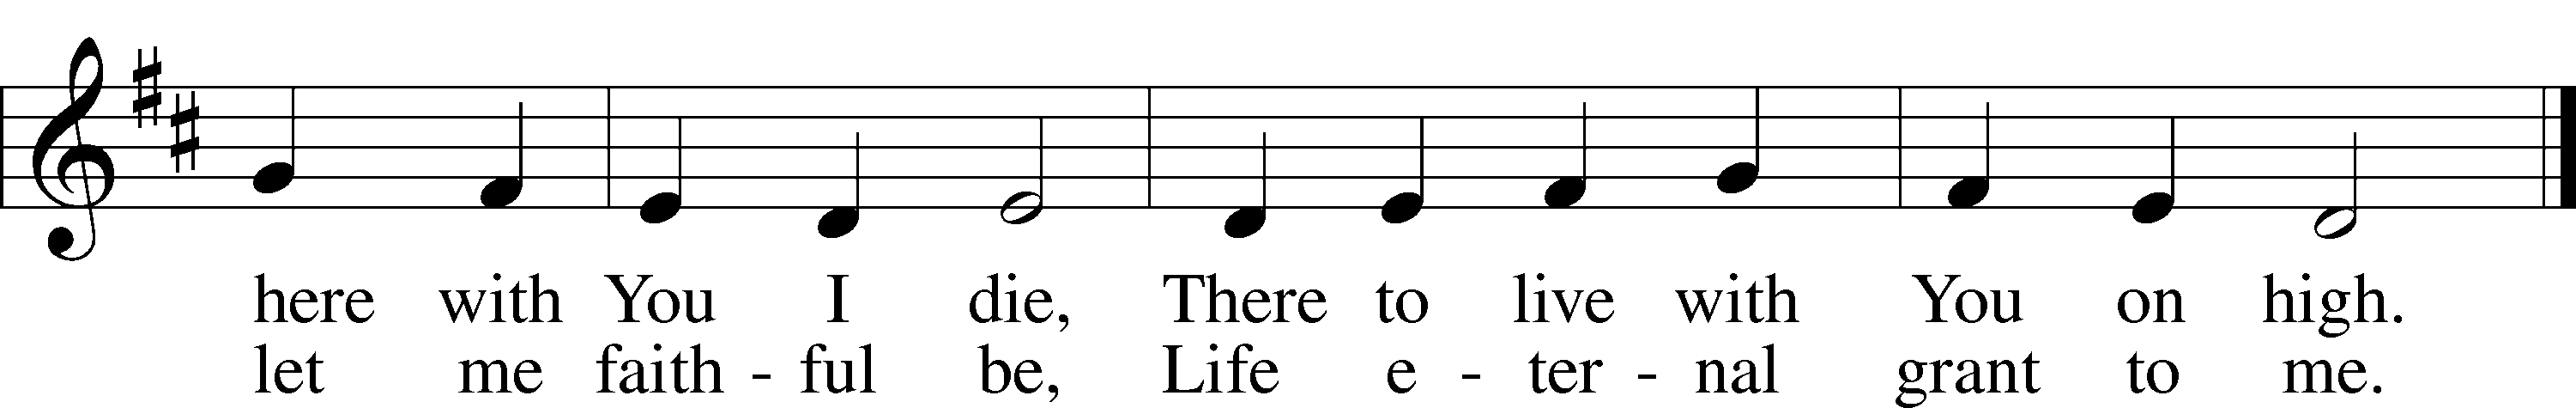 here with You I die, There to live with You on high.
let me faith - ful be, Life e - ter - nal grant to me.